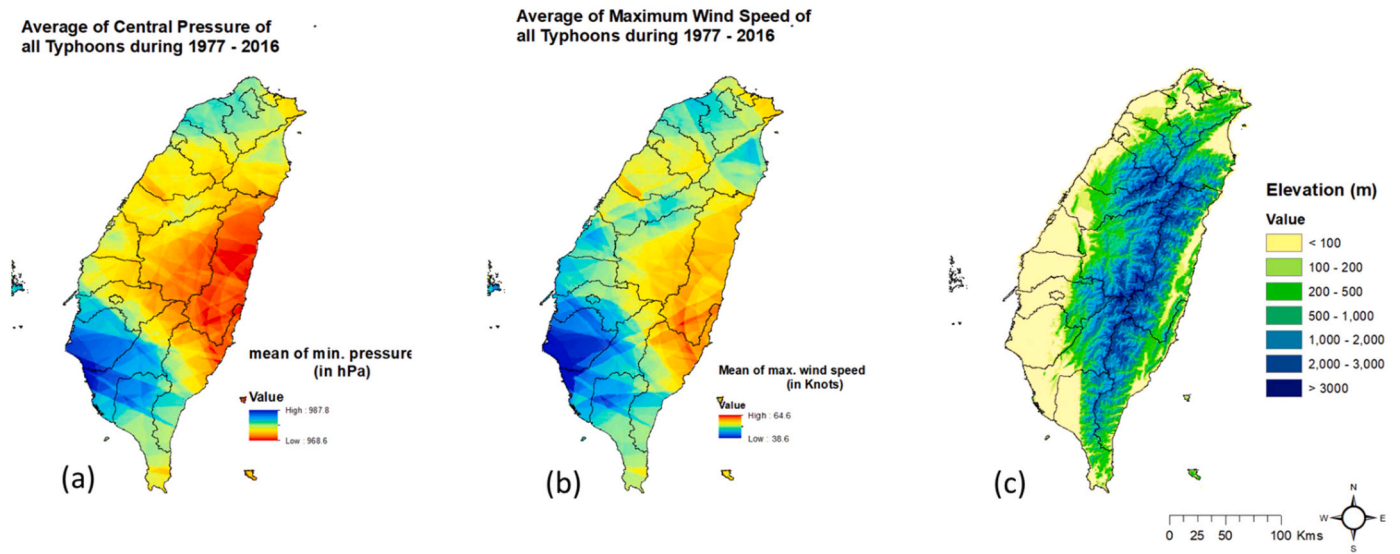 Average of Central Pressure of
all Typhoons during 1977 - 2016
mean of min. pressure
(in hPa)
Value
High : 987.8
Low : 968.6
(a)
Average of Maximum Wind Speed of
all Typhoons during 1977 - 2016
Mean of max. wind speed
(in Knots)
Value
High : 64.6
Low : 38.6
(b)
Elevation (m)
Value
< 100
100 - 200
200 - 500
500 - 1,000
1,000 - 2,000
2,000 - 3,000
> 3000
(c)
0 25 50 100 Kms
N
W E
S